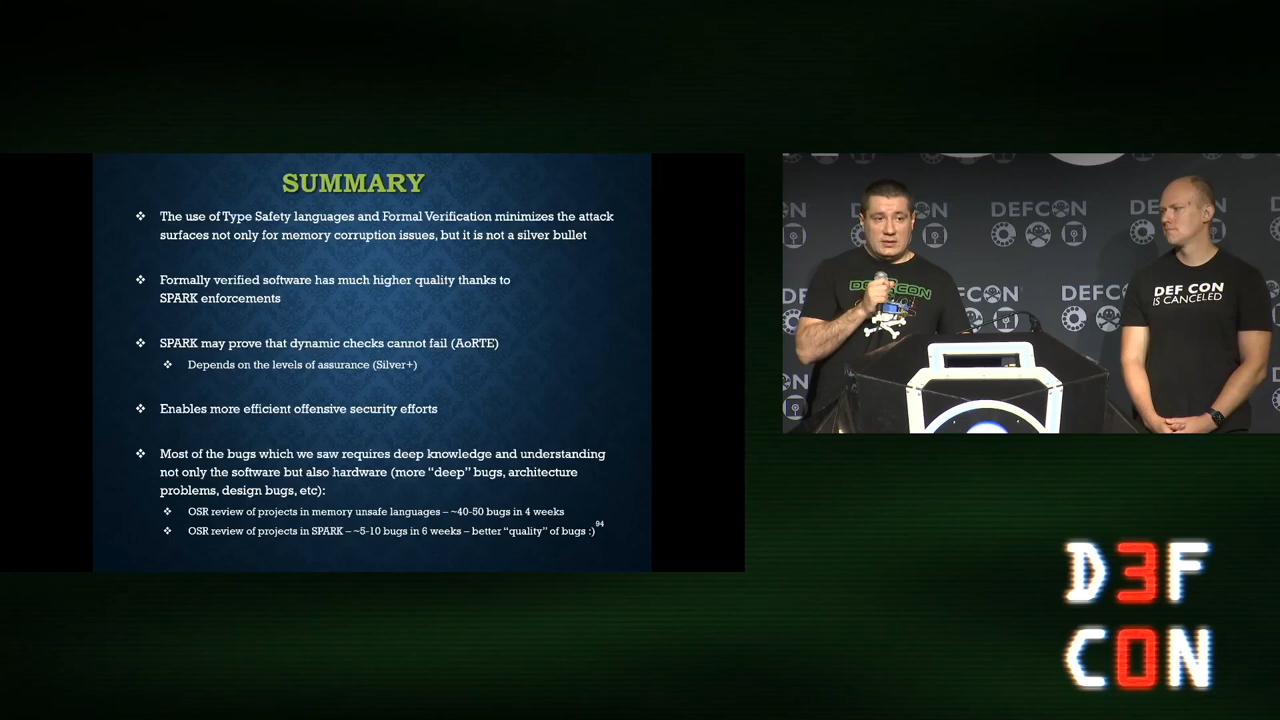 SUMMARY
❖ The use of Type Safety languages and Formal Verification minimizes the attack
surfaces not only for memory corruption issues, but it is not a silver bullet
❖ Formally verified software has much higher quality thanks to
SPARK enforcements
❖ SPARK may prove that dynamic checks cannot fail (AoRTE)
❖ Depends on the levels of assurance (Silver+)
❖ Enables more efficient offensive security efforts
❖ Most of the bugs which we saw requires deep knowledge and understanding
not only the software but also hardware (more “deep” bugs, architecture
problems, design bugs, etc):
❖ OSR review of projects in memory unsafe languages – ~40-50 bugs in 4 weeks
❖ OSR review of projects in SPARK – ~5-10 bugs in 6 weeks – better “quality” of bugs :)
94
DEFCON
DEFC
DEF CON
IS CANCELED
D3F
C0N